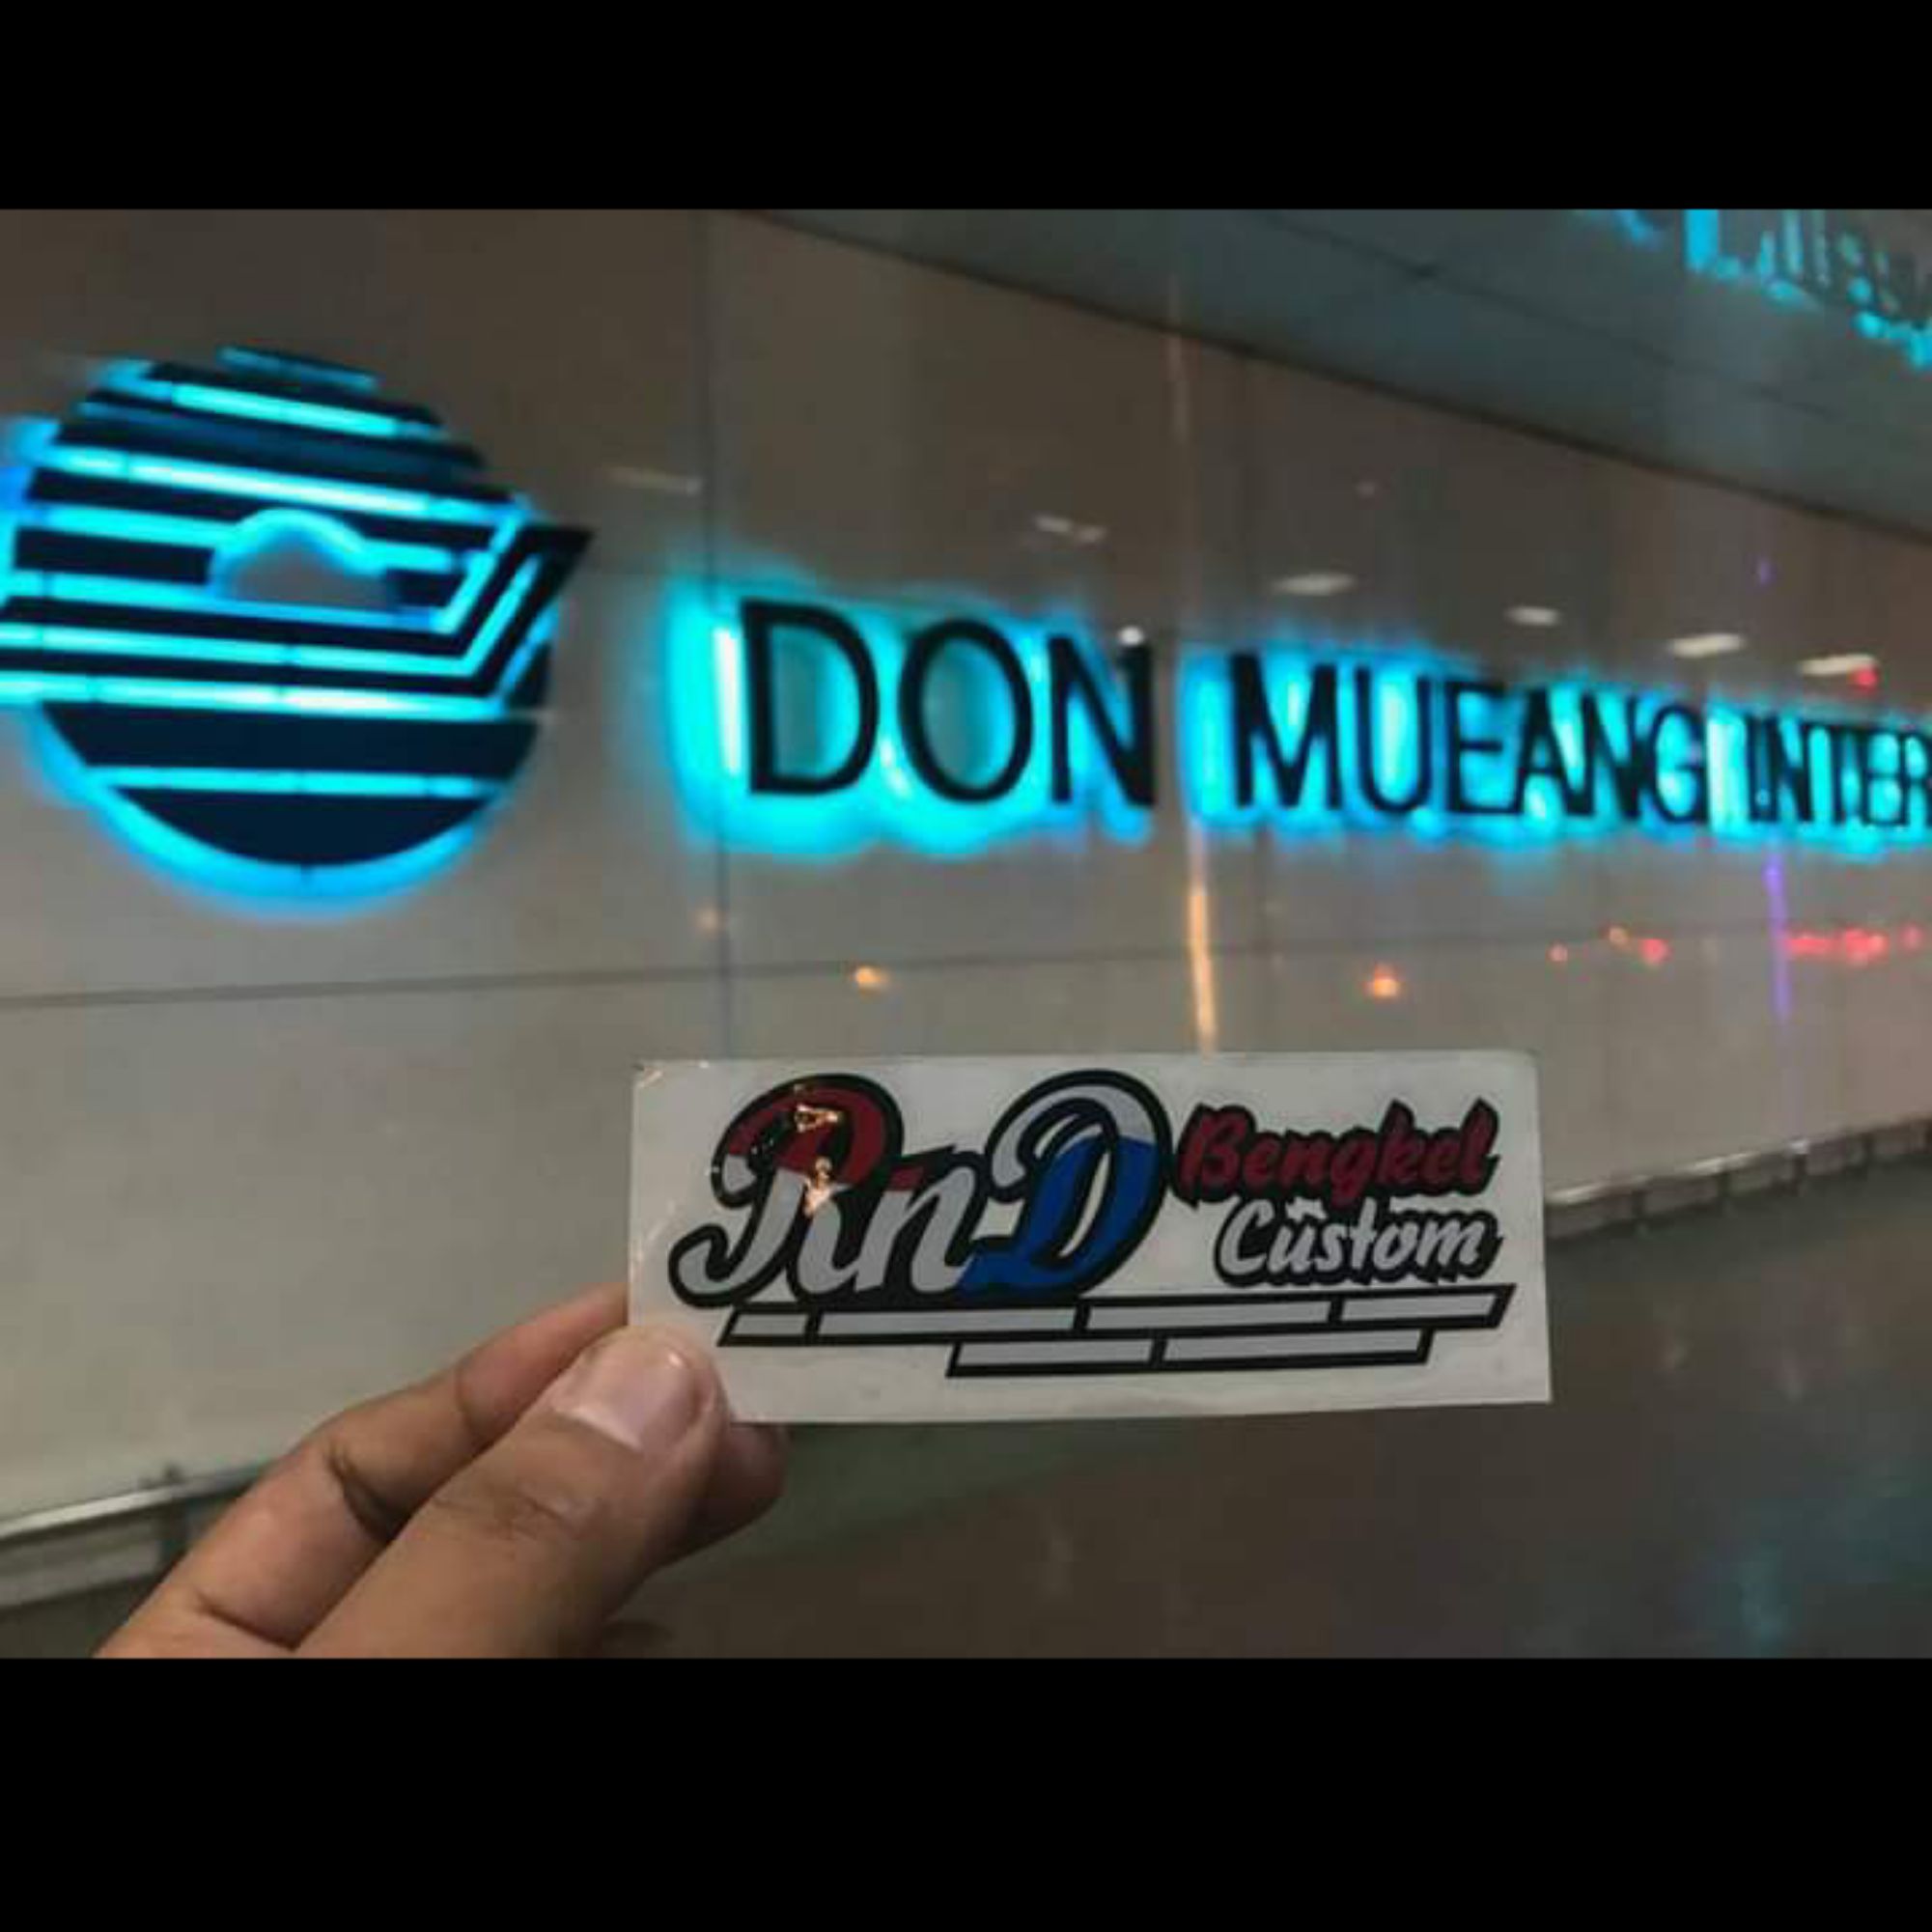 DON MUEANG INTER
RnD Bengkel
Custom